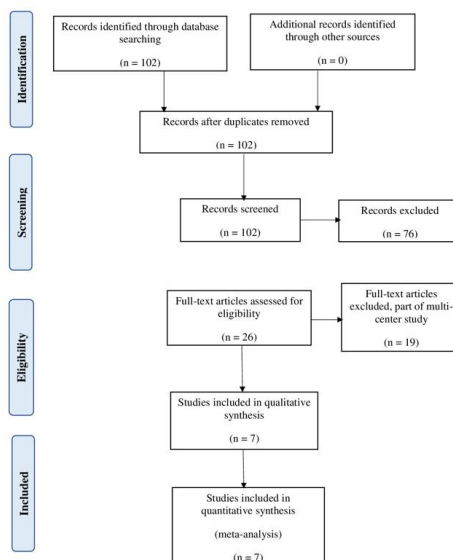 Identification
Records identified through database
searching
(n = 102)
Additional records identified
through other sources
(n = 0)
Records after duplicates removed
(n = 102)
Screening
Records screened
(n = 102)
Records excluded
(n = 76)
Eligibility
Full-text articles assessed for
eligibility
(n = 26)
Full-text articles
excluded, part of multi-
center study
(n = 19)
Studies included in qualitative
synthesis
(n = 7)
Included
Studies included in
quantitative synthesis
(meta-analysis)
(n = 7)